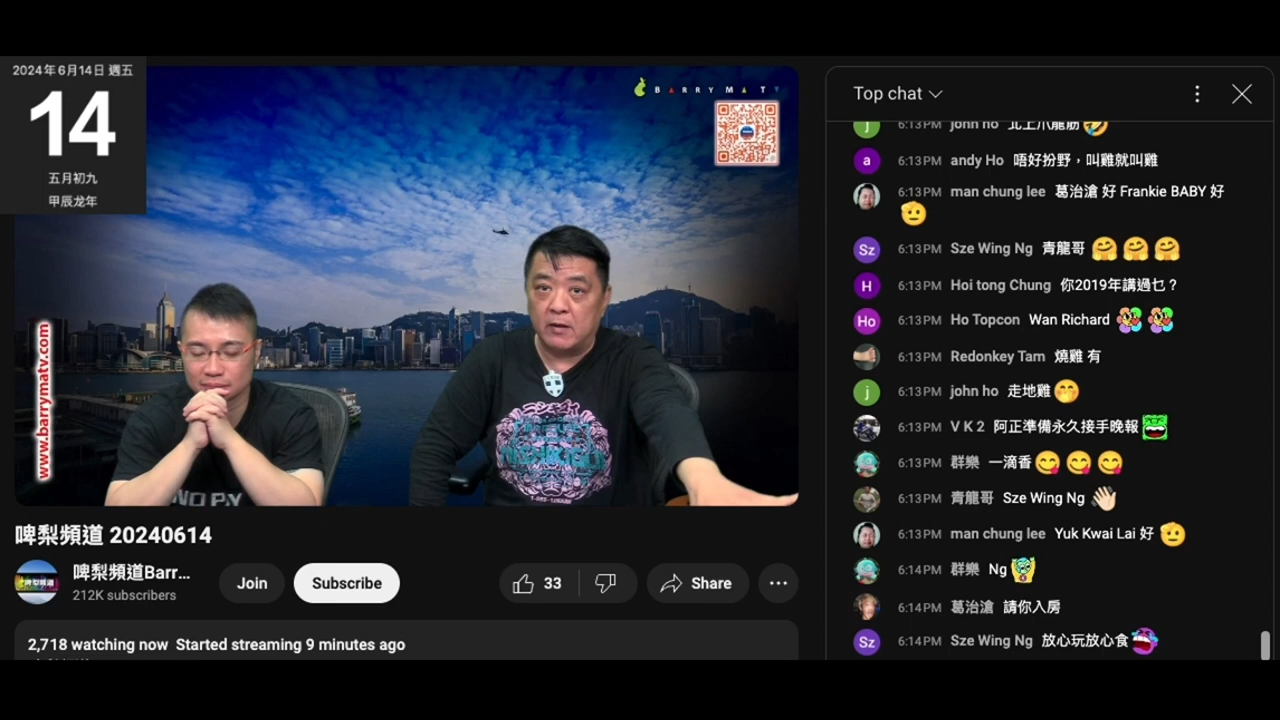 2024年6月14日 週五
14
五月初九
甲辰龙年
BARRYMATV
www.barrymatv.com
啤梨頻道 20240614
啤梨頻道Barr...
212K subscribers
Join
Subscribe
33
Share
2,718 watching now Started streaming 9 minutes ago
Top chat
j 6:13PM john ho 北上爪龍筋🤣
a 6:13PM andy Ho 唔好扮野，叫雞就叫雞
6:13PM man chung lee 葛治滄 好 Frankie BABY 好
🫡
Sz 6:13PM Sze Wing Ng 青龍哥 🤗🤗🤗
H 6:13PM Hoi tong Chung 你2019年講過乜？
Ho 6:13PM Ho Topcon Wan Richard
6:13PM Redonkey Tam 燒雞 有
j 6:13PM john ho 走地雞🤭
6:13PM V K 2 阿正準備永久接手晚報
6:13PM 群樂 一滴香😋😋😋
6:13PM 青龍哥 Sze Wing Ng 👋🏻
6:13PM man chung lee Yuk Kwai Lai 好 🫡
6:14PM 群樂 Ng
6:14PM 葛治滄 請你入房
Sz 6:14PM Sze Wing Ng 放心玩放心食